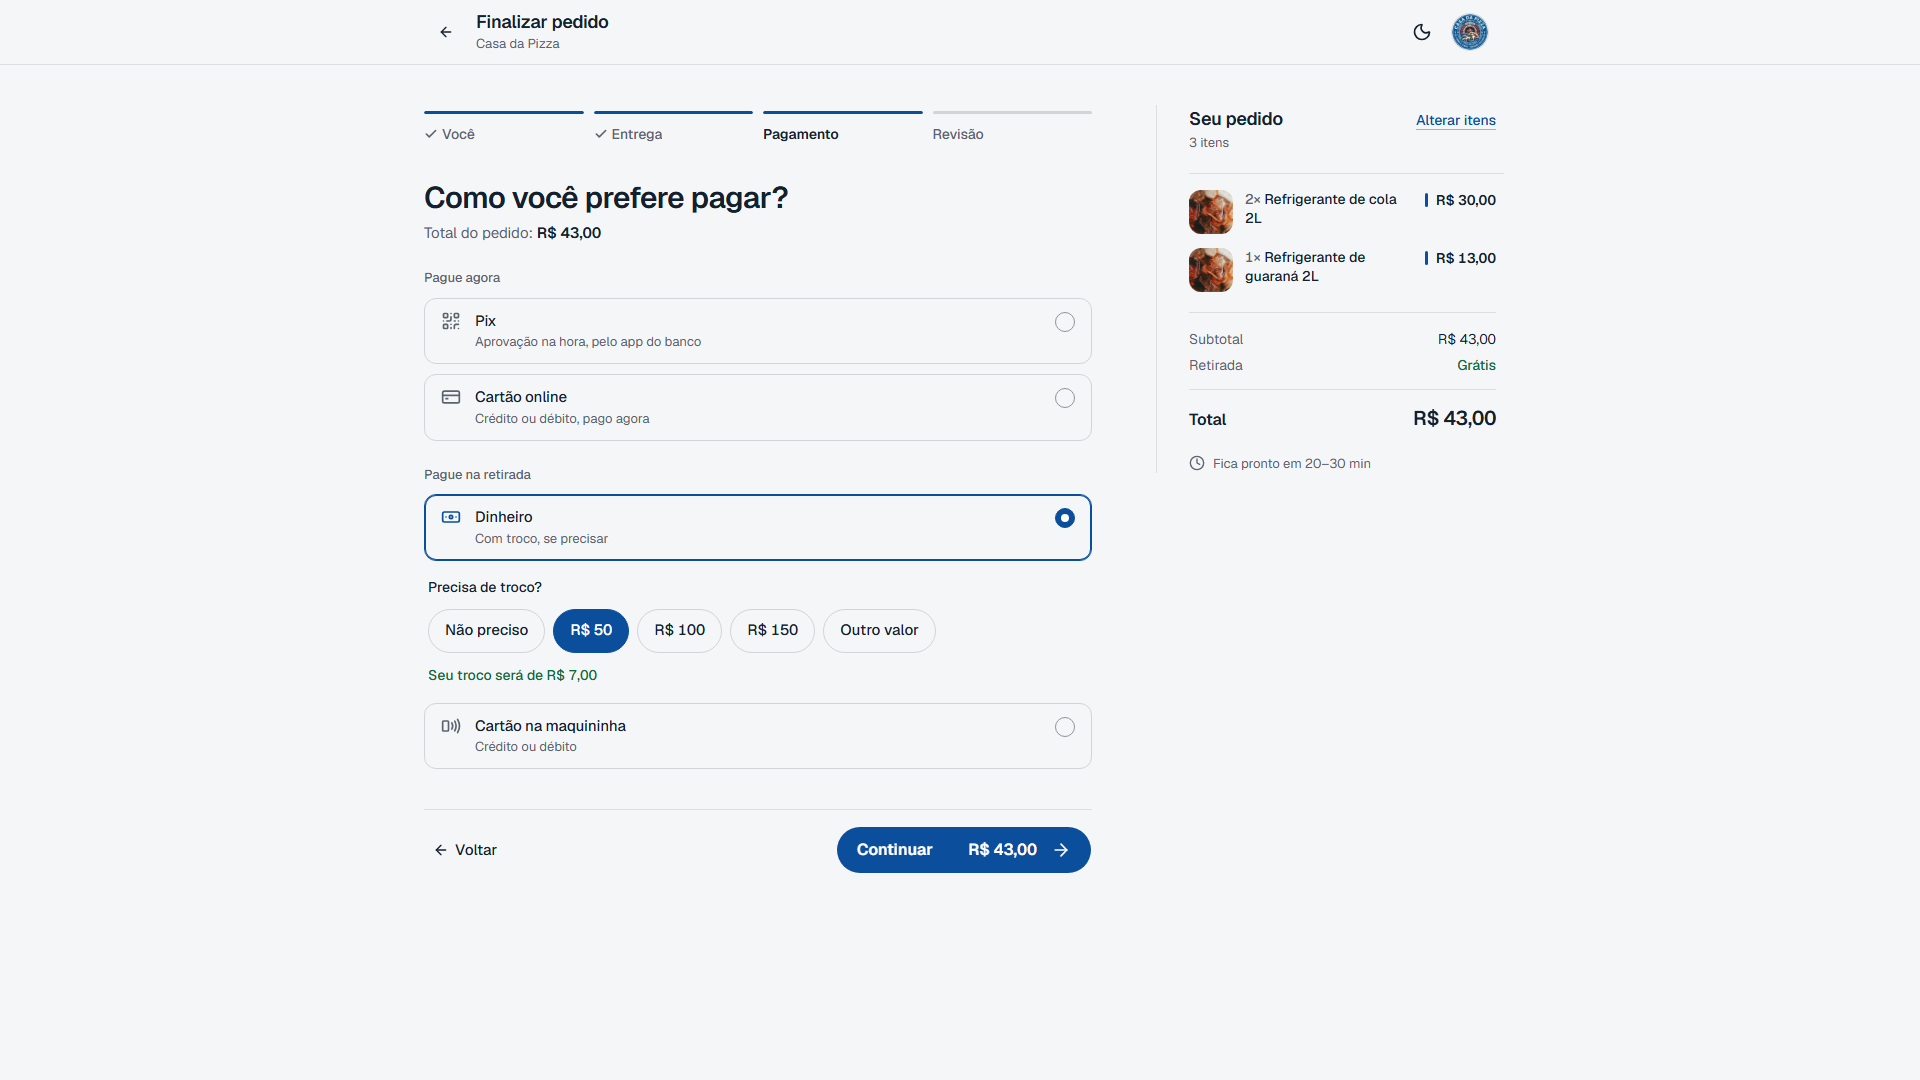 Finalizar pedido
Casa da Pizza
Você
Entrega
Pagamento
Revisão
Como você prefere pagar?
Total do pedido: R$ 43,00
Pague agora
Pix
Aprovação na hora, pelo app do banco
Cartão online
Crédito ou débito, pago agora
Pague na retirada
Dinheiro
Com troco, se precisar
Precisa de troco?
Não preciso
R$ 50
R$ 100
R$ 150
Outro valor
Seu troco será de R$ 7,00
Cartão na maquininha
Crédito ou débito
Voltar
Continuar R$ 43,00
Seu pedido
Alterar itens
3 itens
2× Refrigerante de cola
2L
R$ 30,00
1× Refrigerante de
guaraná 2L
R$ 13,00
Subtotal R$ 43,00
Retirada Grátis
Total R$ 43,00
Fica pronto em 20–30 min